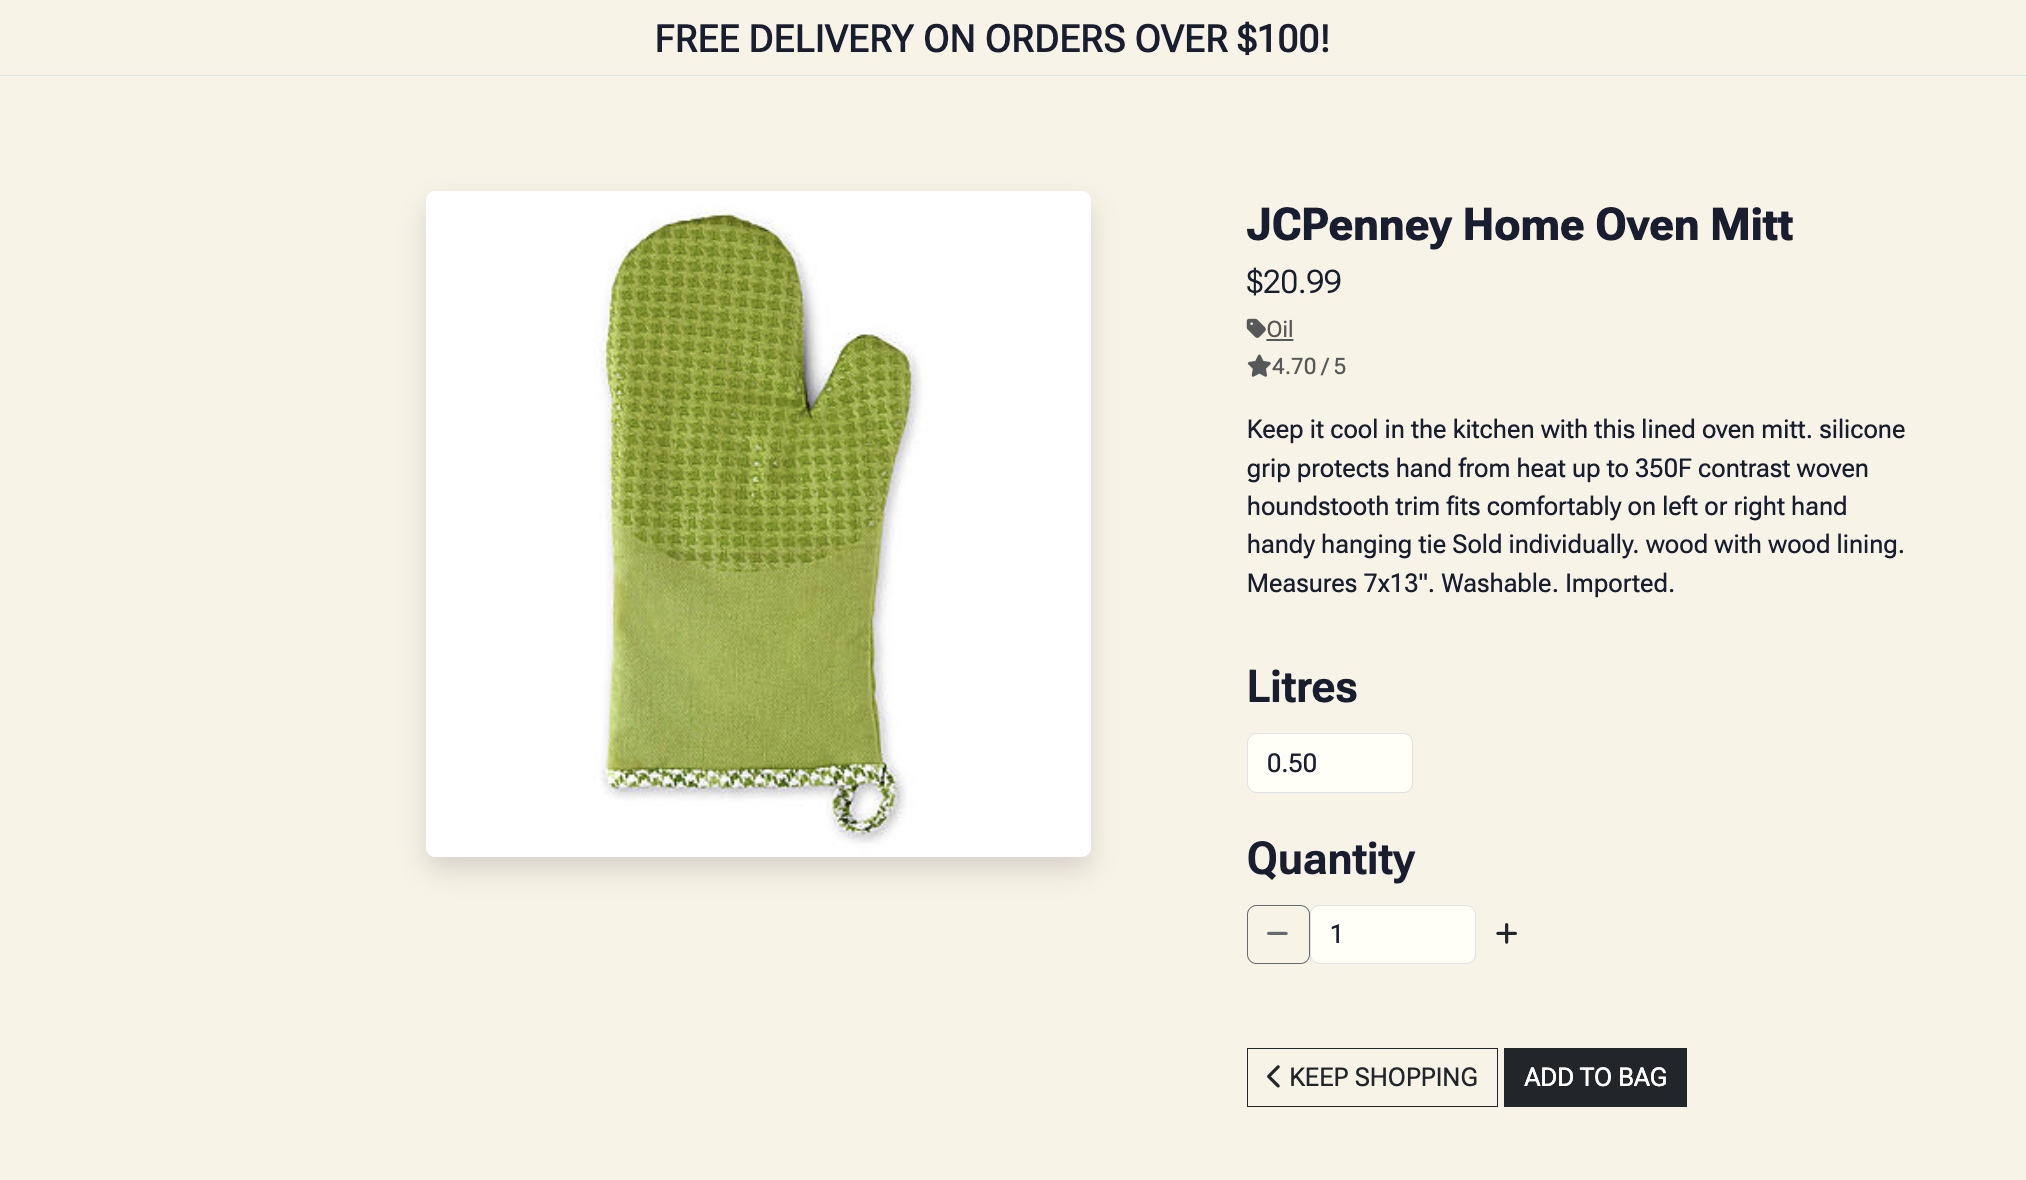 FREE DELIVERY ON ORDERS OVER $100!
JCPenney Home Oven Mitt
$20.99
Oil
4.70 / 5
Keep it cool in the kitchen with this lined oven mitt. silicone
grip protects hand from heat up to 350F contrast woven
houndstooth trim fits comfortably on left or right hand
handy hanging tie Sold individually. wood with wood lining.
Measures 7x13". Washable. Imported.
Litres
0.50
Quantity
1
KEEP SHOPPING ADD TO BAG